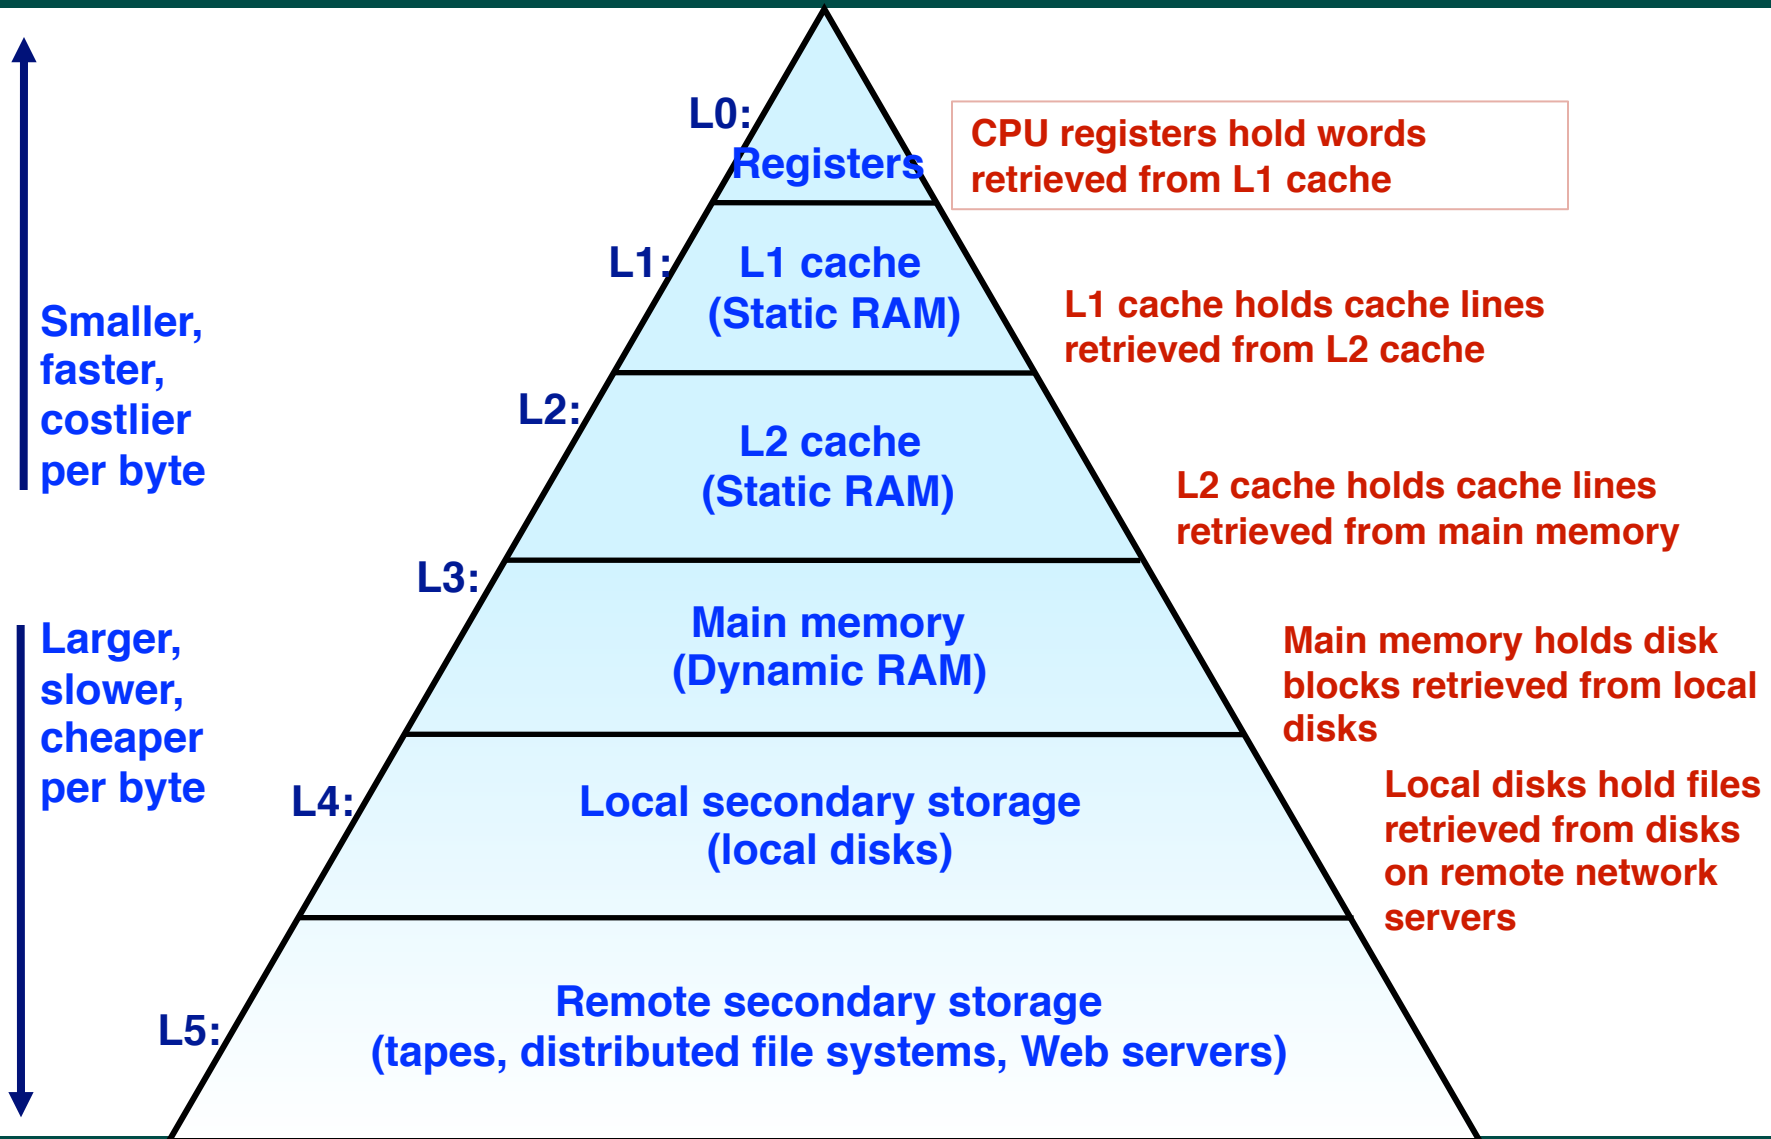 L0:
Registers
CPU registers hold words
retrieved from L1 cache
L1:
L1 cache
(Static RAM)
L1 cache holds cache lines
retrieved from L2 cache
Smaller,
faster,
costlier
per byte
L2:
L2 cache
(Static RAM)
L2 cache holds cache lines
retrieved from main memory
L3:
Main memory
(Dynamic RAM)
Main memory holds disk
blocks retrieved from local
disks
Larger,
slower,
cheaper
per byte
L4:
Local secondary storage
(local disks)
Local disks hold files
retrieved from disks
on remote network
servers
L5:
Remote secondary storage
(tapes, distributed file systems, Web servers)